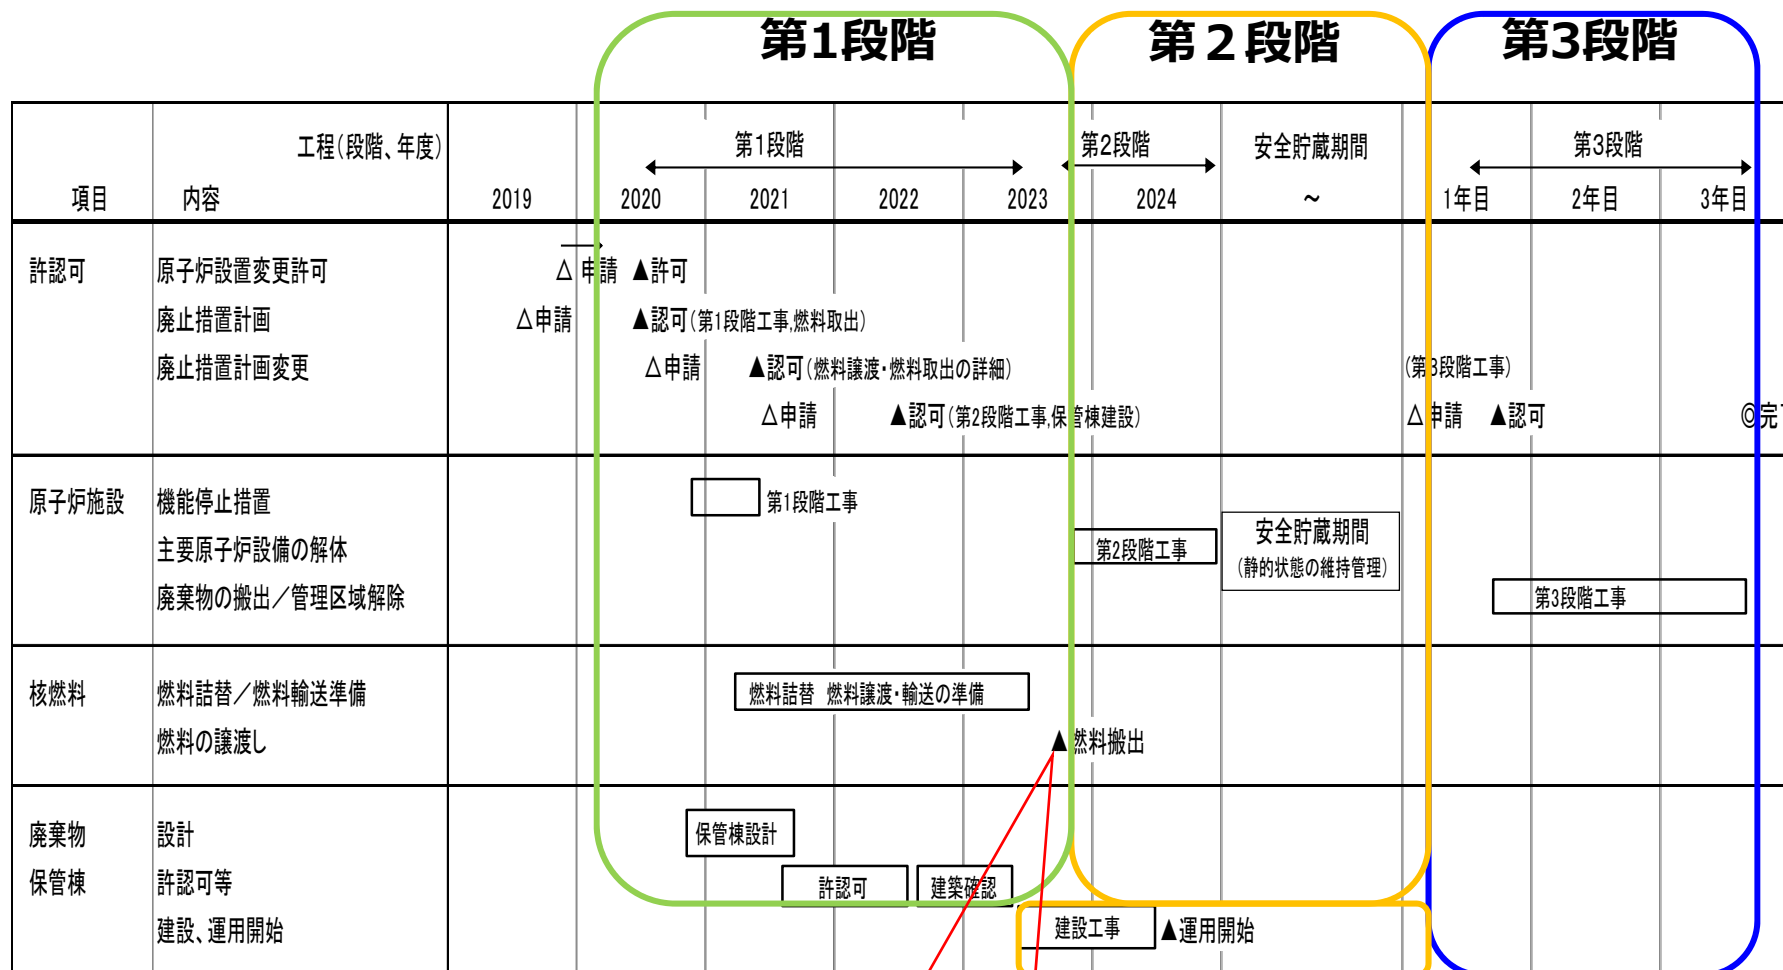 第1段階 第２段階 第3段階
工程(段階、年度) 第1段階 第2段階 安全貯蔵期間 第3段階
項目 内容 2019 2020 2021 2022 2023 2024 ～ 1年目 2年目 3年目
許認可 原子炉設置変更許可 △ 申請 ▲許可
廃止措置計画 △申請 ▲認可(第1段階工事,燃料取出)
廃止措置計画変更 △申請 ▲認可(燃料譲渡・燃料取出の詳細) (第3段階工事)
△申請 ▲認可(第2段階工事,保管棟建設) △申請 ▲認可 ◎完
原子炉施設 機能停止措置 第1段階工事
主要原子炉設備の解体 第2段階工事 安全貯蔵期間
(静的状態の維持管理)
廃棄物の搬出／管理区域解除 第3段階工事
核燃料 燃料詰替／燃料輸送準備 燃料詰替 燃料譲渡・輸送の準備
燃料の譲渡し ▲燃料搬出
廃棄物 設計 保管棟設計
保管棟 許認可等 許認可 建築確認
建設、運用開始 建設工事 ▲運用開始